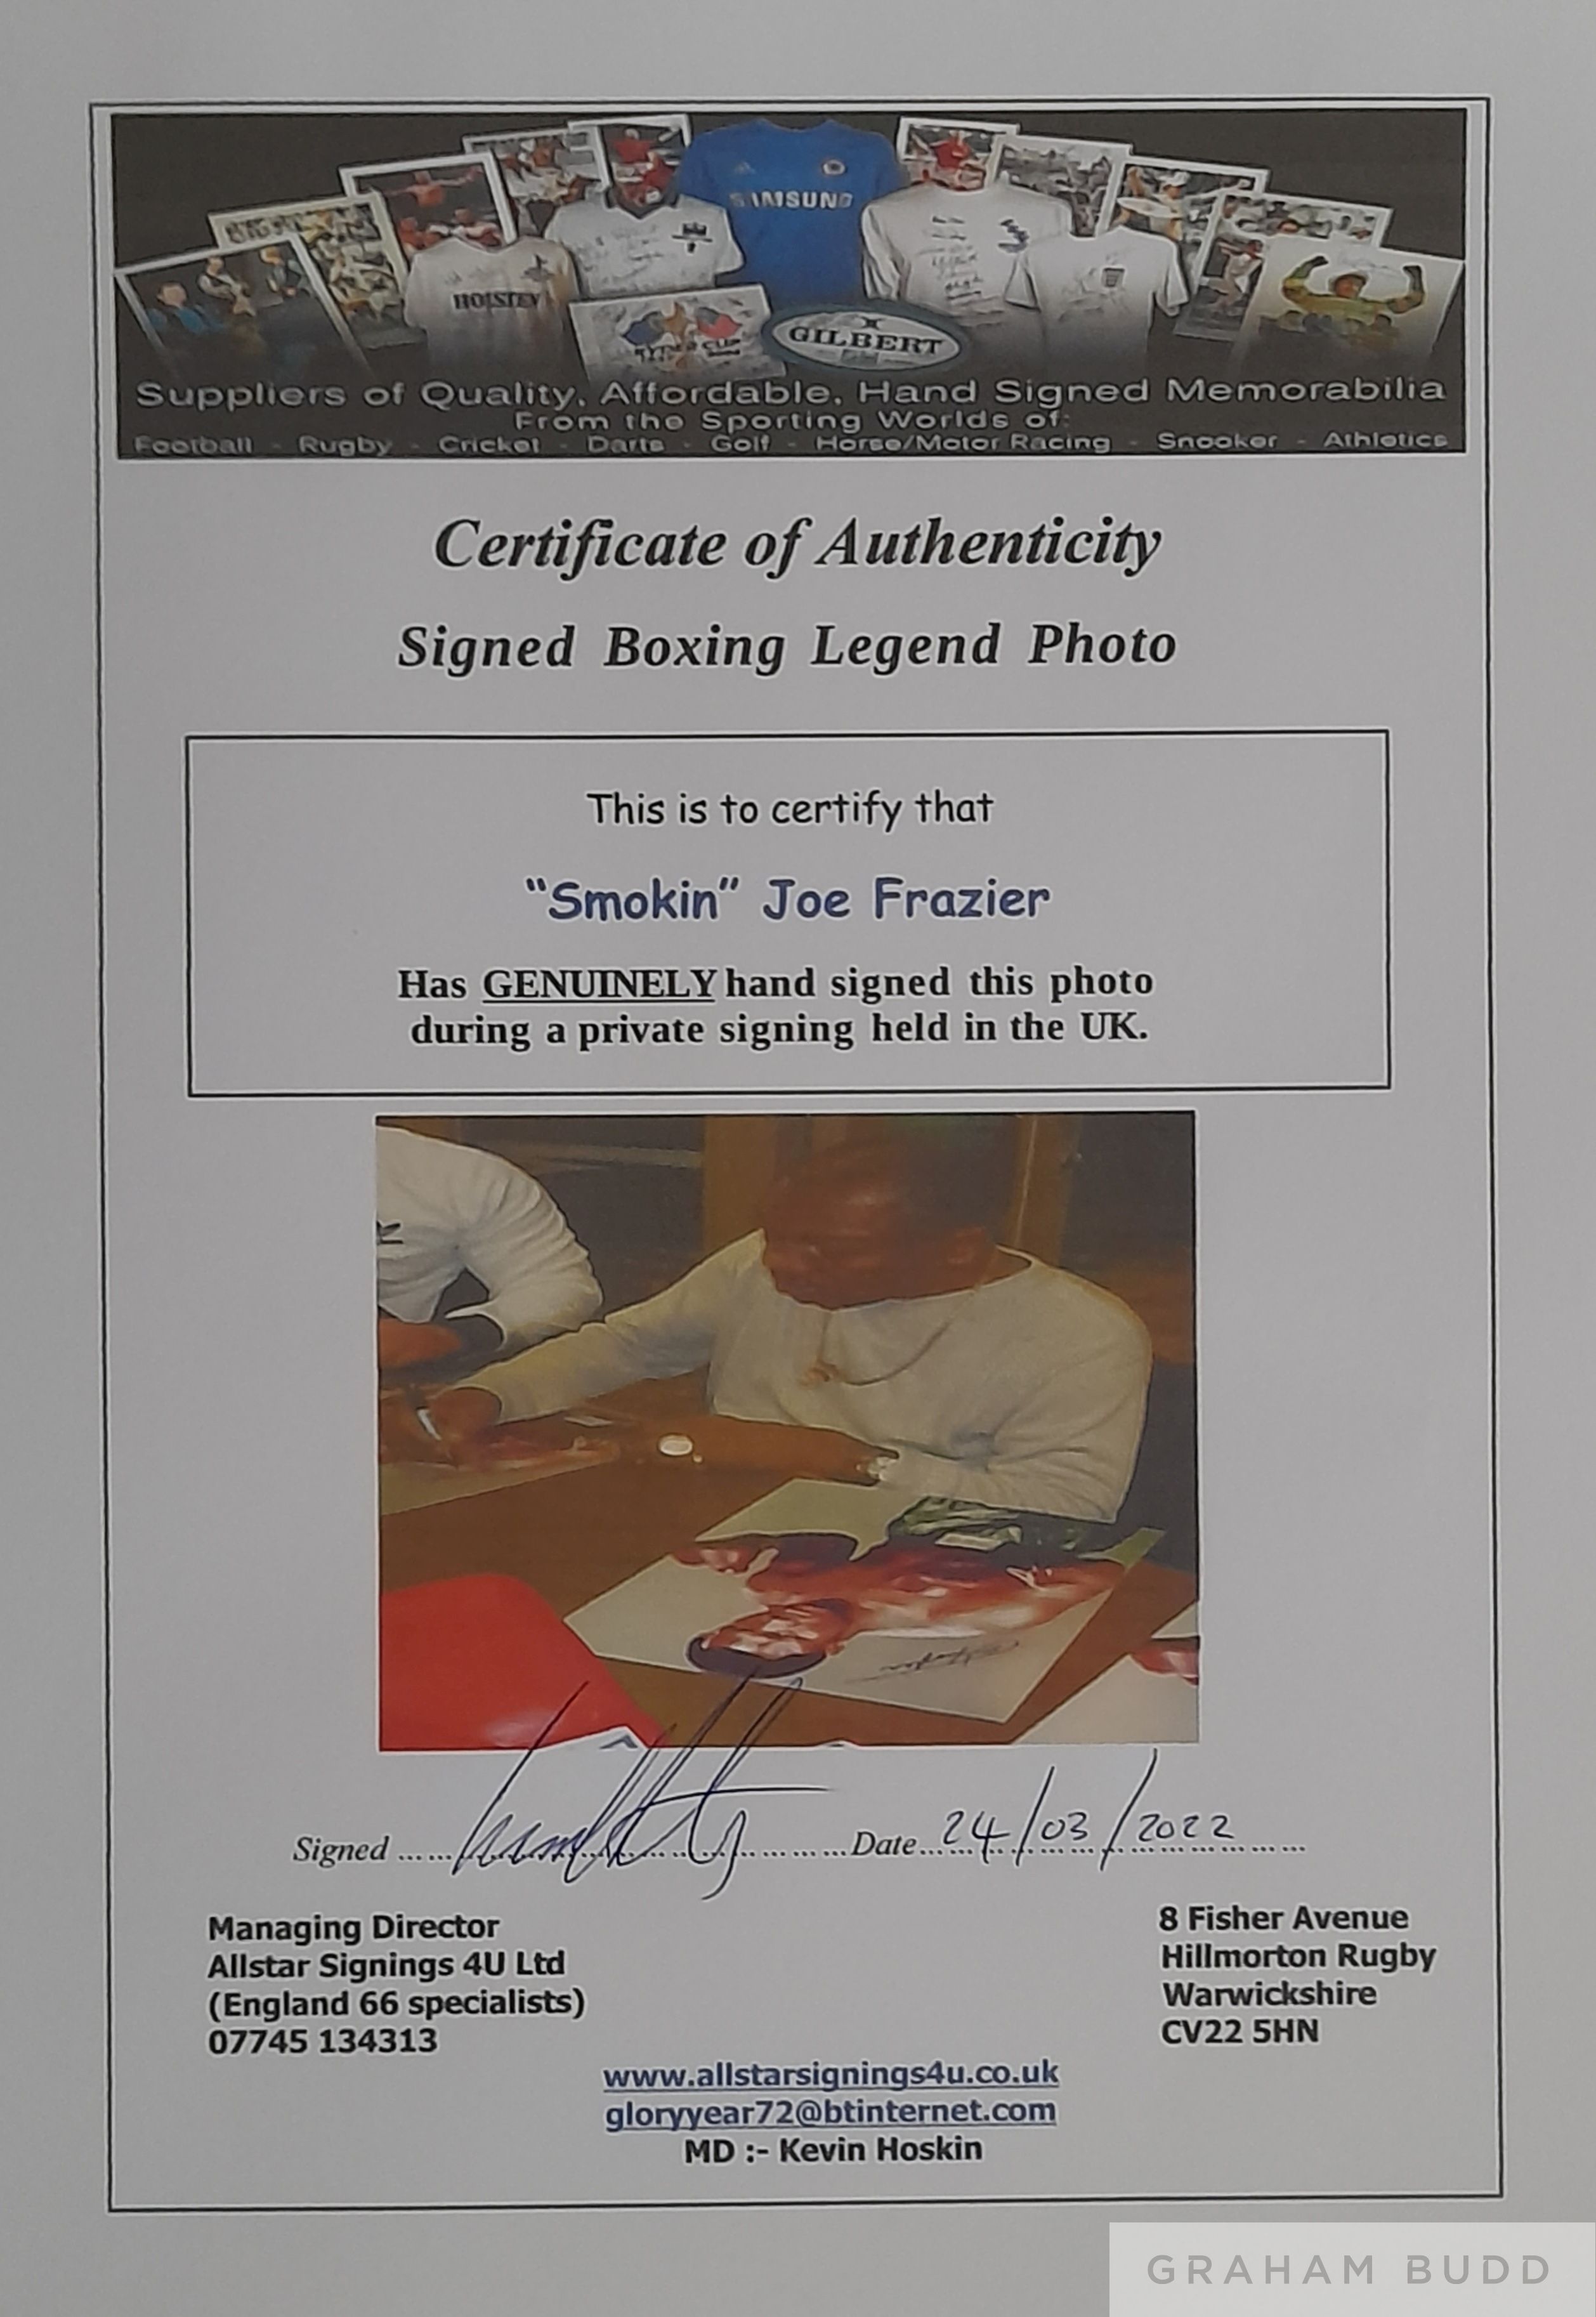 SAMSUNG
HOLSTEN
GILBERT
Suppliers of Quality, Affordable, Hand Signed Memorabilia
From the Sporting Worlds of:
Football - Rugby - Cricket - Darts - Golf - Horse/Motor Racing - Snooker - Athletics
Certificate of Authenticity
Signed Boxing Legend Photo
This is to certify that
“Smokin” Joe Frazier
Has GENUINELY hand signed this photo
during a private signing held in the UK.
Signed ........................ Date 24/03/2022
Managing Director
Allstar Signings 4U Ltd
(England 66 specialists)
07745 134313
8 Fisher Avenue
Hillmorton Rugby
Warwickshire
CV22 5HN
www.allstarsignings4u.co.uk
gloryyear72@btinternet.com
MD :- Kevin Hoskin
GRAHAM BUDD